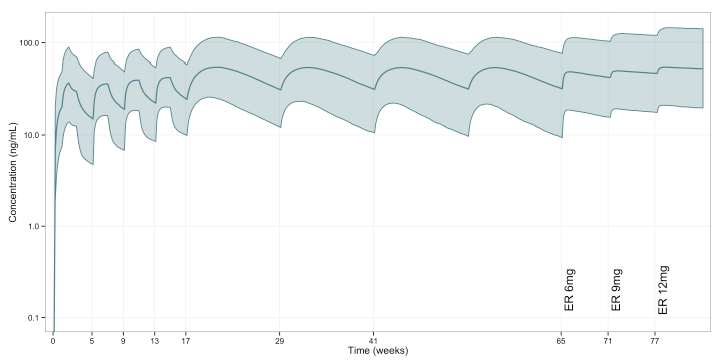 100.0
10.0
1.0
0.1
Concentration (ng/mL)
ER 6mg
ER 9mg
ER 12mg
0 5 9 13 17 29 41 65 71 77
Time (weeks)